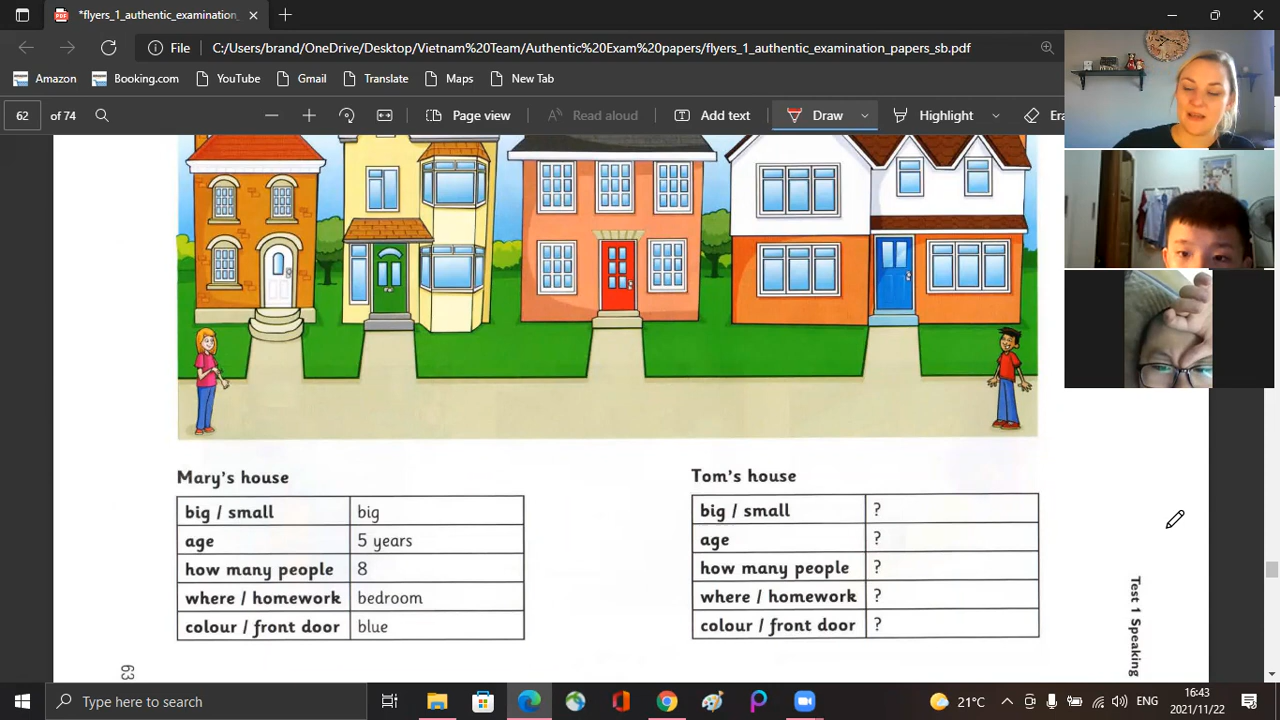 *flyers_1_authentic_examination_
File
C:/Users/brand/OneDrive/Desktop/Vietnam%20Team/Authentic%20Exam%20papers/flyers_1_authentic_examination_papers_sb.pdf
Amazon
Booking.com
YouTube
Gmail
Translate
Maps
New Tab
62 of 74
Page view
Read aloud
Add text
Draw
Highlight
Era
Mary's house
big / small big
age 5 years
how many people 8
where / homework bedroom
colour / front door blue
Tom's house
big / small ?
age ?
how many people ?
where / homework ?
colour / front door ?
Test 1 Speaking
63
Type here to search
21°C
ENG
16:43
2021/11/22